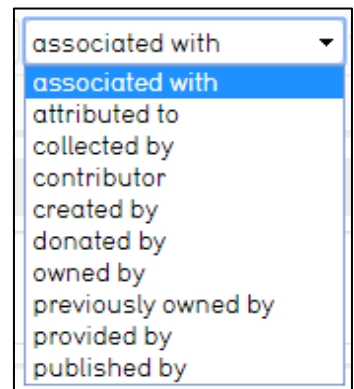 associated with
associated with
attributed to
collected by
contributor
created by
donated by
owned by
previously owned by
provided by
published by